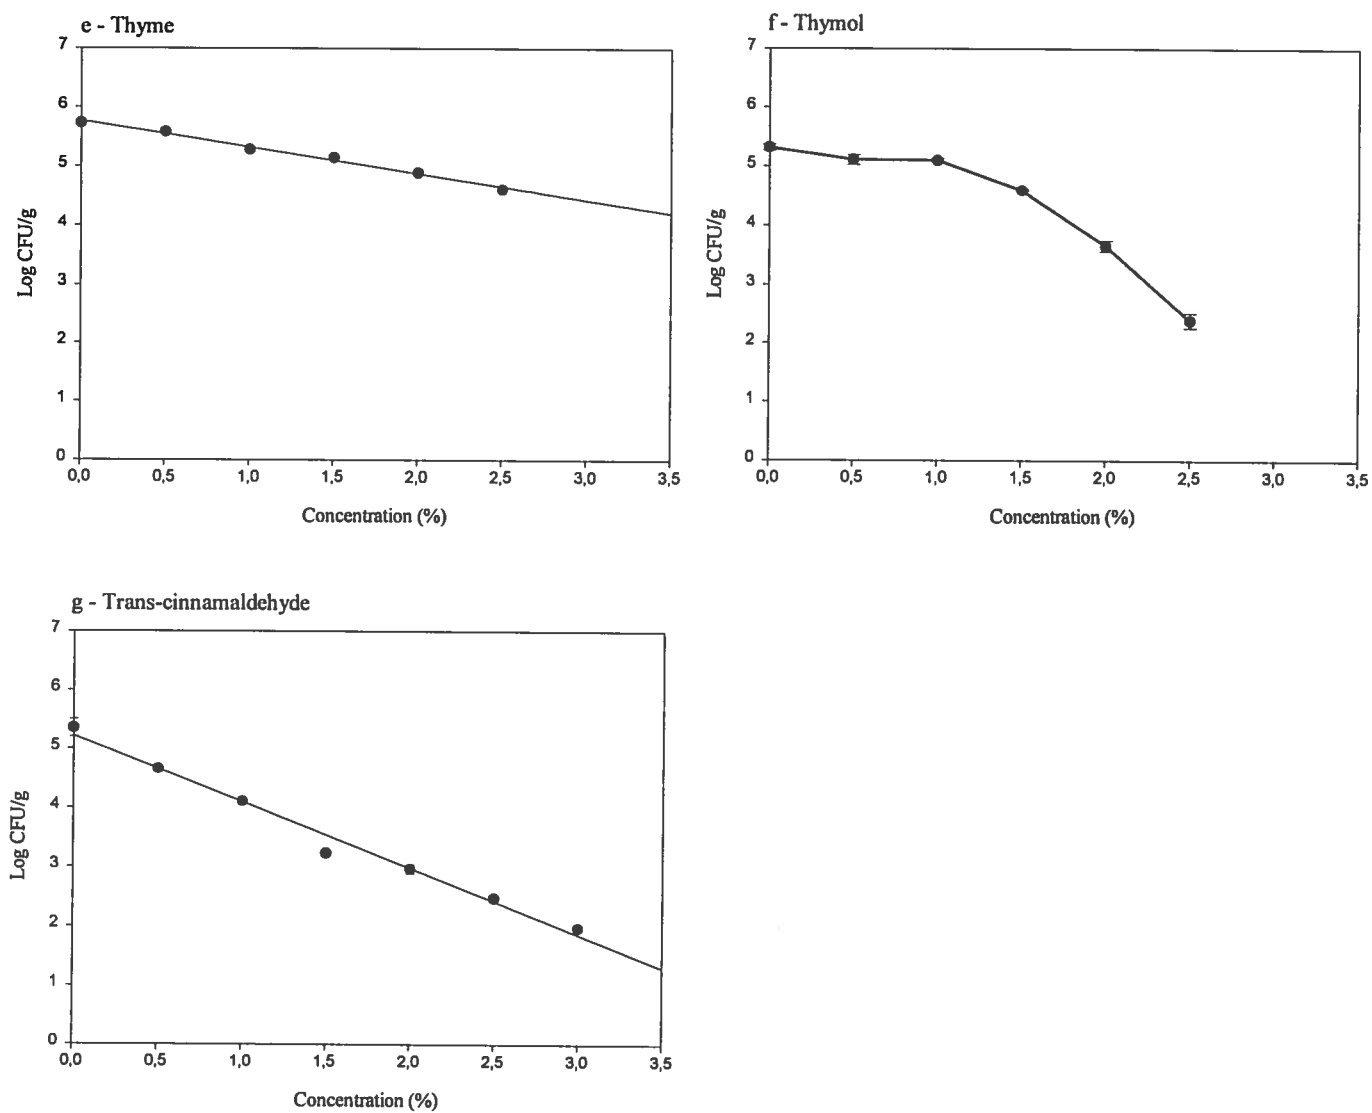 e - Thyme
7
6
5
4
3
2
1
0
Log CFU/g
0,0 0,5 1,0 1,5 2,0 2,5 3,0 3,5
Concentration (%)
f - Thymol
7
6
5
4
3
2
1
0
Log CFU/g
0,0 0,5 1,0 1,5 2,0 2,5 3,0 3,5
Concentration (%)
g - Trans-cinnamaldehyde
7
6
5
4
3
2
1
0
Log CFU/g
0,0 0,5 1,0 1,5 2,0 2,5 3,0 3,5
Concentration (%)